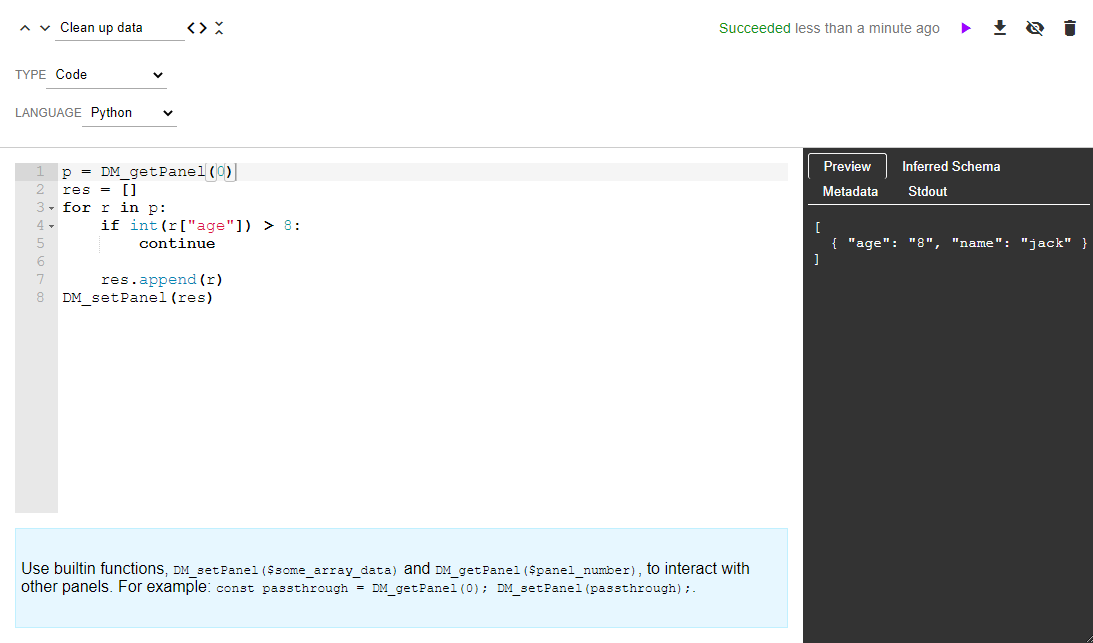 Clean up data
Succeeded less than a minute ago
TYPE Code
LANGUAGE Python
1 p = DM_getPanel(0)
2 res = []
3 for r in p:
4 if int(r["age"]) > 8:
5 continue
6
7 res.append(r)
8 DM_setPanel(res)
Use builtin functions, DM_setPanel($some_array_data) and DM_getPanel($panel_number), to interact with
other panels. For example: const passthrough = DM_getPanel(0); DM_setPanel(passthrough);.
Preview Inferred Schema
Metadata Stdout
[
{ "age": "8", "name": "jack" }
]